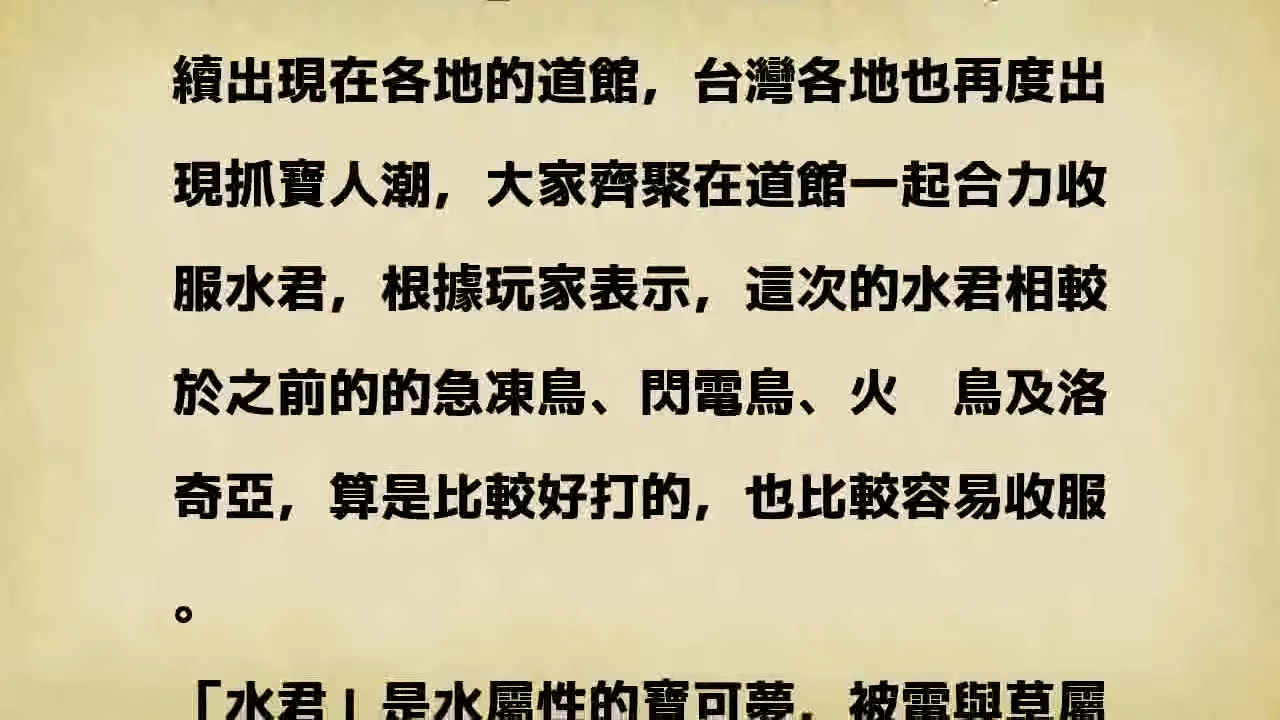 續出現在各地的道館，台灣各地也再度出
現抓寶人潮，大家齊聚在道館一起合力收
服水君，根據玩家表示，這次的水君相較
於之前的的急凍鳥、閃電鳥、火　鳥及洛
奇亞，算是比較好打的，也比較容易收服
。
「水君」是水屬性的寶可夢，被電與草屬